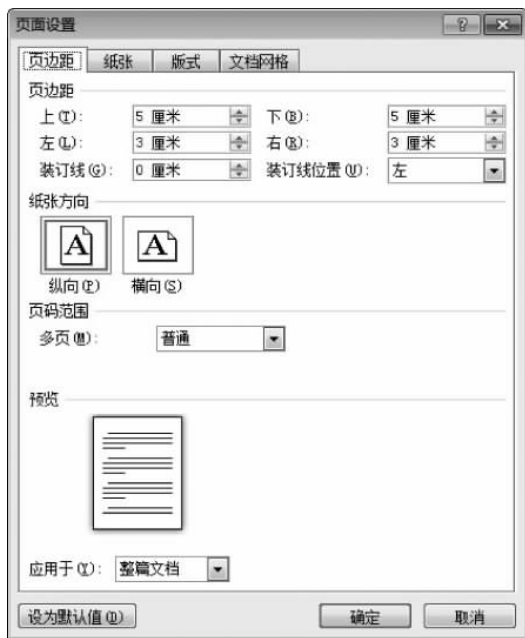 页面设置
页边距 纸张 版式 文档网格
页边距
上(T): 5 厘米 下(B): 5 厘米
左(L): 3 厘米 右(R): 3 厘米
装订线(G): 0 厘米 装订线位置(U): 左
纸张方向
A A
纵向(P) 横向(S)
页码范围
多页(M): 普通
预览
应用于(Y): 整篇文档
设为默认值(D) 确定 取消